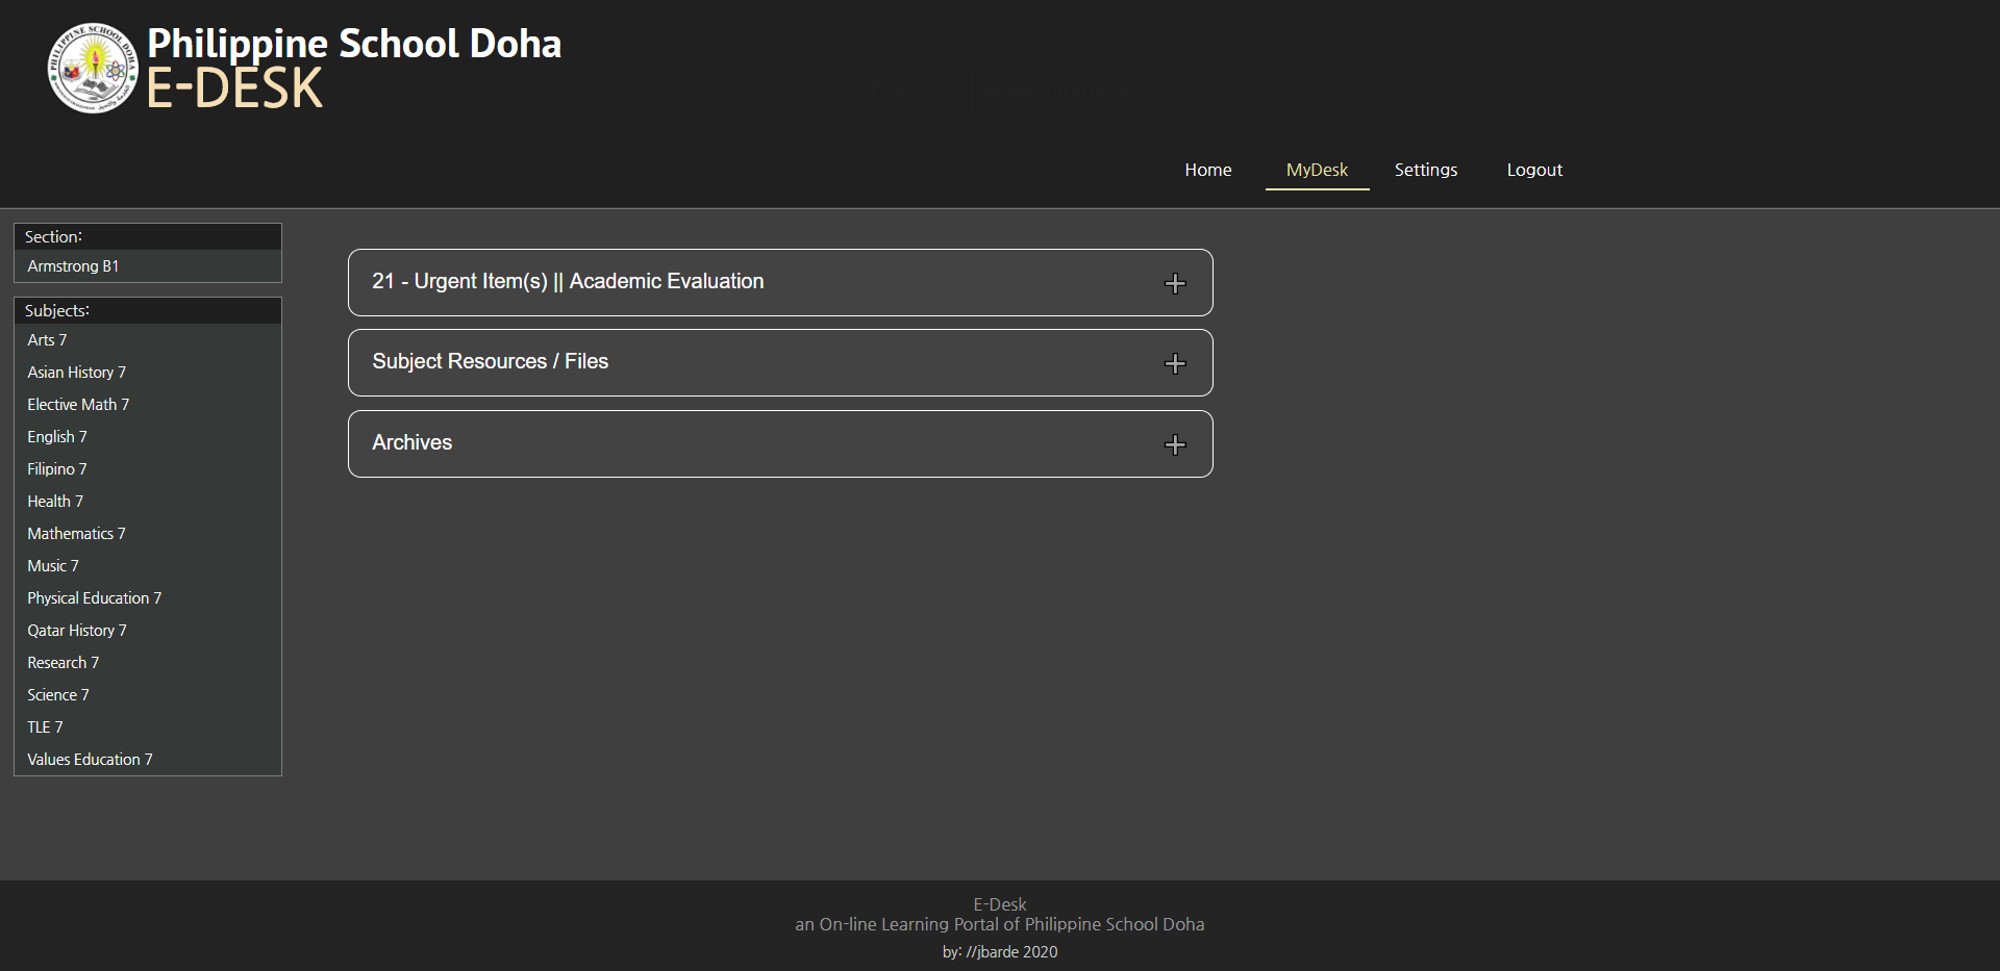 PHILIPPINE SCHOOL DOHA
Philippine School Doha
E-DESK
Home
MyDesk
Settings
Logout
Section:
Armstrong B1
Subjects:
Arts 7
Asian History 7
Elective Math 7
English 7
Filipino 7
Health 7
Mathematics 7
Music 7
Physical Education 7
Qatar History 7
Research 7
Science 7
TLE 7
Values Education 7
21 - Urgent Item(s) || Academic Evaluation
Subject Resources / Files
Archives
E-Desk
an On-line Learning Portal of Philippine School Doha
by: //jbarde 2020